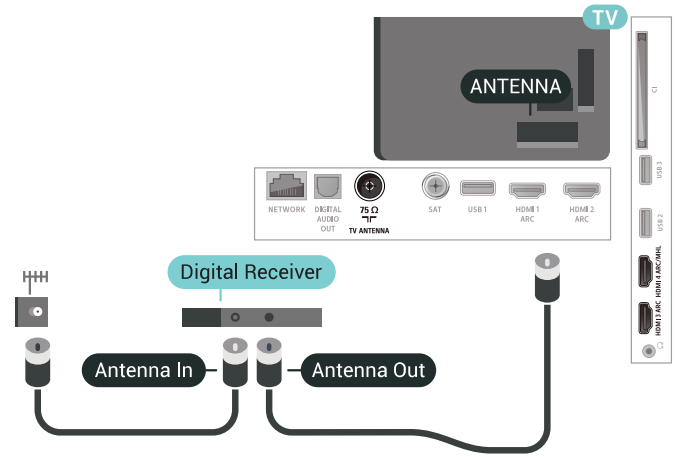 TV
ANTENNA
CI
USB 3
NETWORK
DIGITAL
AUDIO
OUT
75 Ω
TV ANTENNA
SAT
USB 1
HDMI 1
ARC
HDMI 2
ARC
USB 2
HDMI 4 ARC/MHL
HDMI 3 ARC
Digital Receiver
Antenna In
Antenna Out